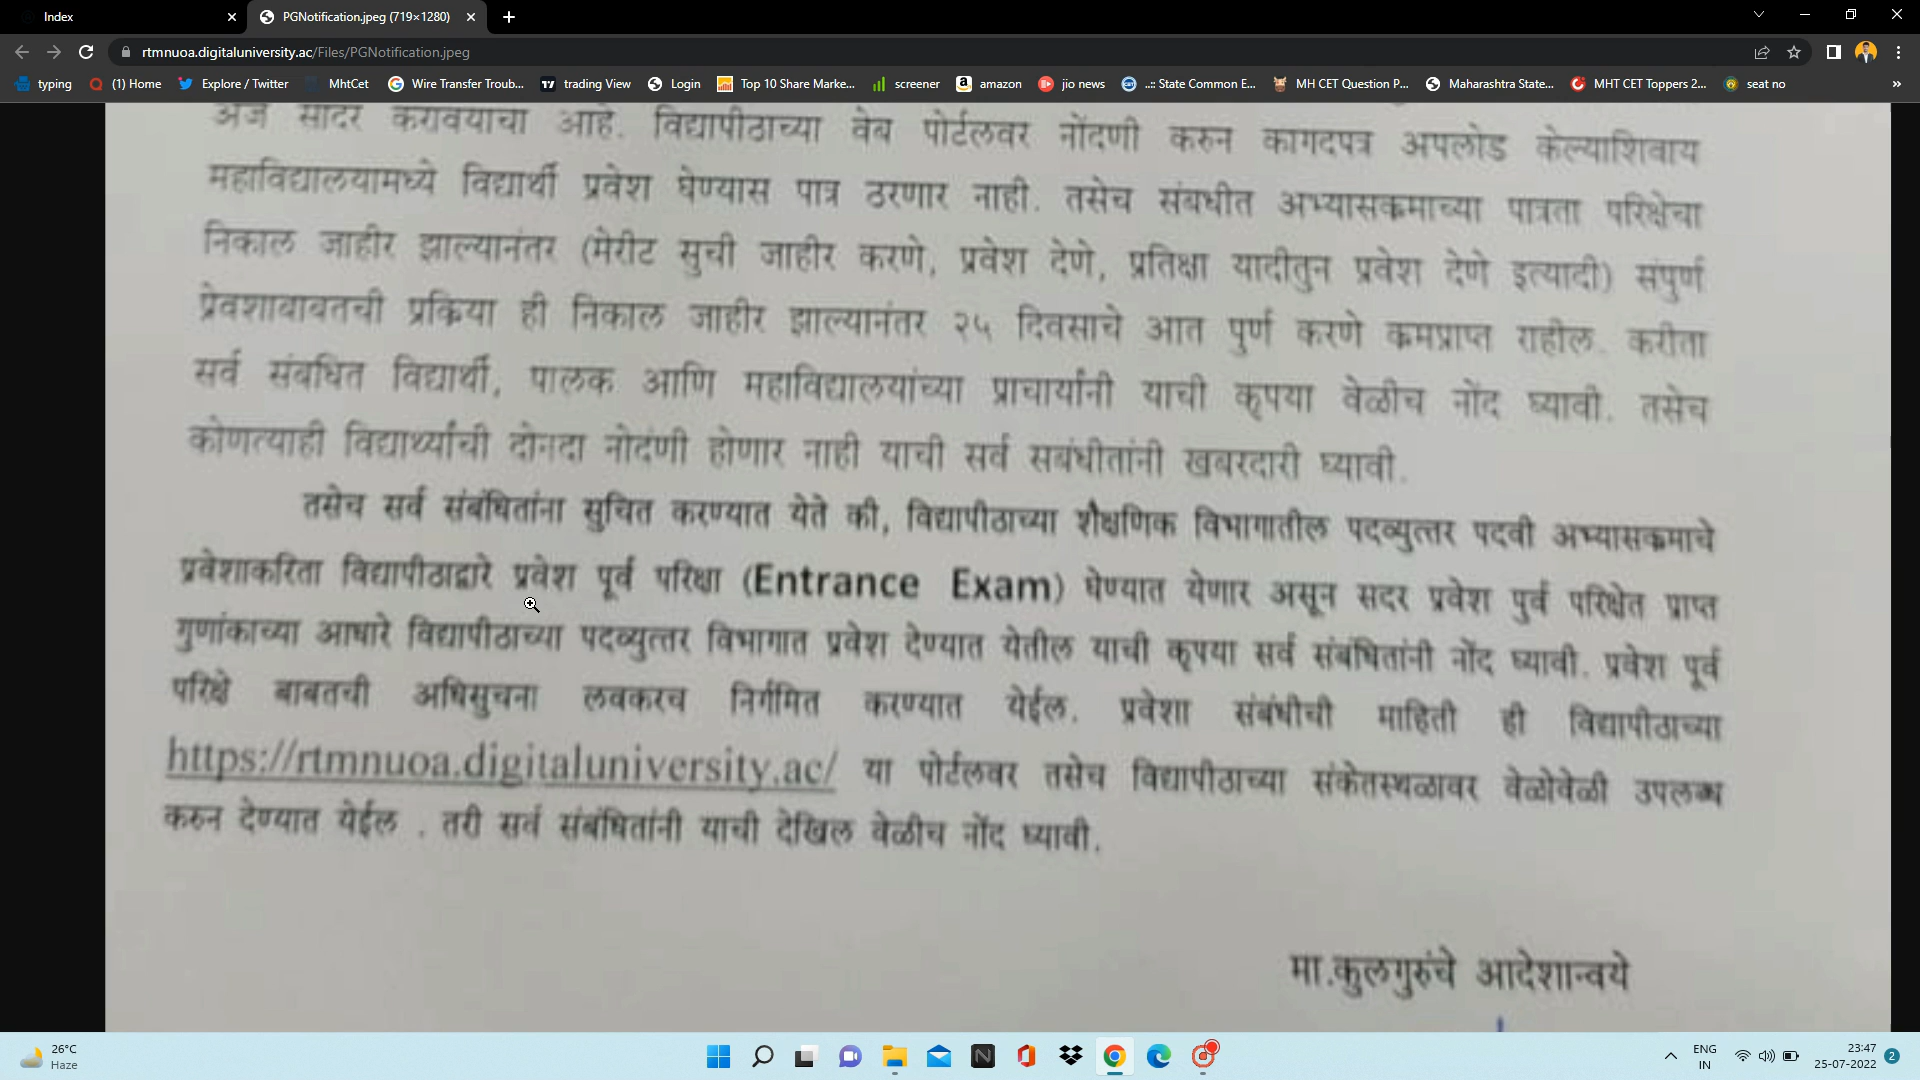 Index
PGNotification.jpeg (719×1280)
rtmnuoa.digitaluniversity.ac/Files/PGNotification.jpeg
typing
(1) Home
Explore / Twitter
MhtCet
Wire Transfer Troub...
trading View
Login
Top 10 Share Marke...
screener
amazon
jio news
..:: State Common E...
MH CET Question P...
Maharashtra State...
MHT CET Toppers 2...
seat no
»
अर्ज सादर करावयाचा आहे. विद्यापीठाच्या वेब पोर्टलवर नोंदणी करुन कागदपत्र अपलोड केल्याशिवाय
महाविद्यालयामध्ये विद्यार्थी प्रवेश घेण्यास पात्र ठरणार नाही. तसेच संबधीत अभ्यासक्रमाच्या पात्रता परिक्षेचा
निकाल जाहीर झाल्यानंतर (मेरीट सुची जाहीर करणे, प्रवेश देणे, प्रतिक्षा यादीतुन प्रवेश देणे इत्यादी) संपुर्ण
प्रेवशाबाबतची प्रक्रिया ही निकाल जाहीर झाल्यानंतर २५ दिवसाचे आत पुर्ण करणे क्रमप्राप्त राहील. करीता
सर्व संबधित विद्यार्थी, पालक आणि महाविद्यालयांच्या प्राचार्यांनी याची कृपया वेळीच नोंद घ्यावी. तसेच
कोणत्याही विद्यार्थ्यांची दोनदा नोदंणी होणार नाही याची सर्व सबंधीतांनी खबरदारी घ्यावी.
तसेच सर्व संबंधितांना सुचित करण्यात येते की, विद्यापीठाच्या शैक्षणिक विभागातील पदव्युत्तर पदवी अभ्यासक्रमाचे
प्रवेशाकरिता विद्यापीठाद्वारे प्रवेश पूर्व परिक्षा (Entrance Exam) घेण्यात येणार असून सदर प्रवेश पुर्व परिक्षेत प्राप्त
गुणांकाच्या आधारे विद्यापीठाच्या पदव्युत्तर विभागात प्रवेश देण्यात येतील याची कृपया सर्व संबंधितांनी नोंद घ्यावी. प्रवेश पूर्व
परिक्षे बाबतची अधिसुचना लवकरच निर्गमित करण्यात येईल. प्रवेशा संबंधीची माहिती ही विद्यापीठाच्या
https://rtmnuoa.digitaluniversity.ac/ या पोर्टलवर तसेच विद्यापीठाच्या संकेतस्थळावर वेळोवेळी उपलब्ध
करुन देण्यात येईल . तरी सर्व संबंधितांनी याची देखिल वेळीच नोंद घ्यावी.
मा.कुलगुरुंचे आदेशान्वये
26°C
Haze
ENG
IN
23:47
25-07-2022
2